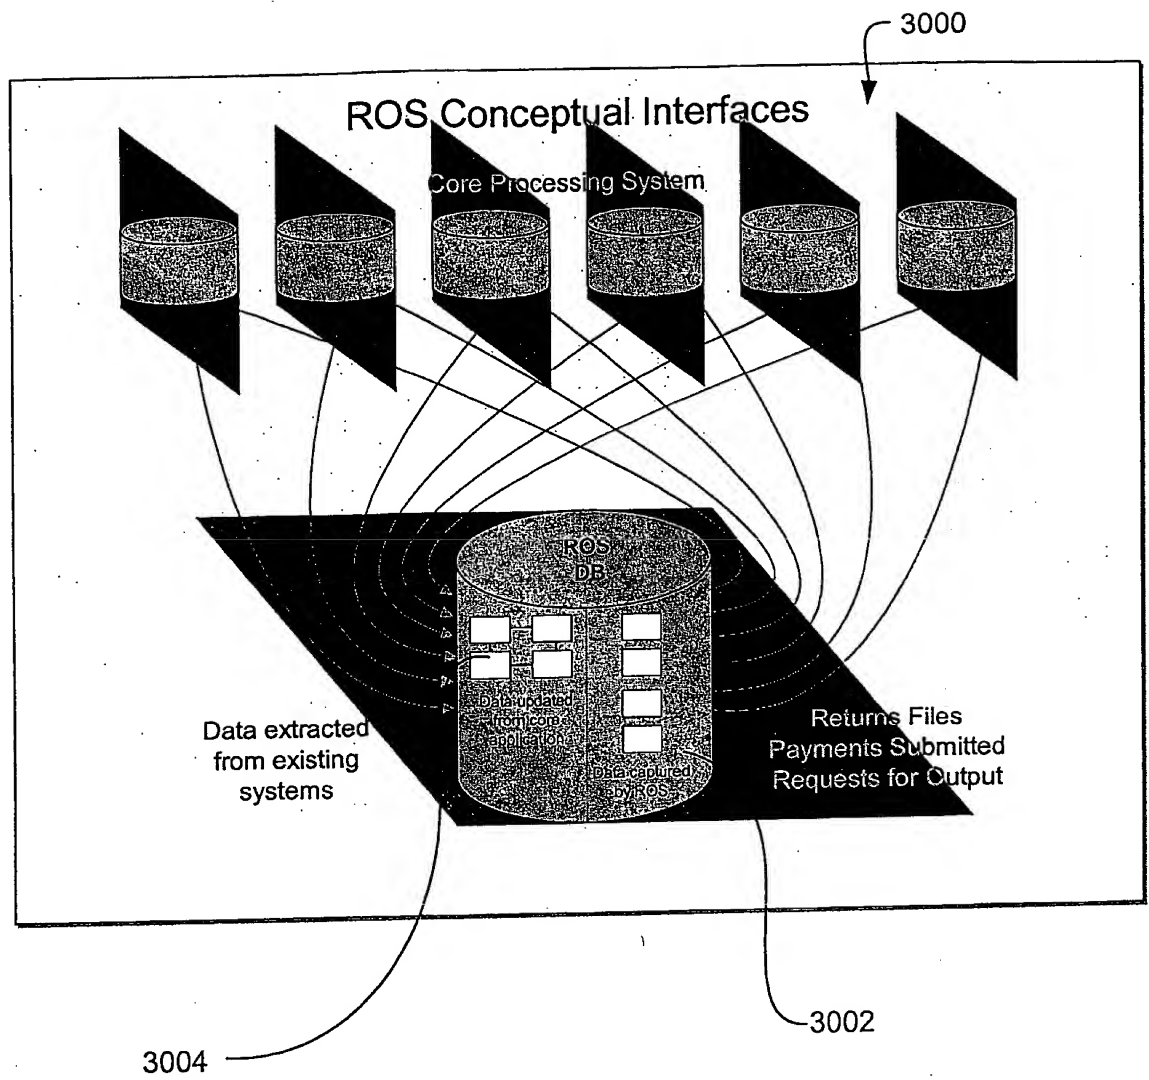 3000
ROS Conceptual Interfaces
Core Processing System
ROS
DB
Data updated
from core
application
Data captured
by ROS
Data extracted
from existing
systems
Returns Files
Payments Submitted
Requests for Output
3002
3004